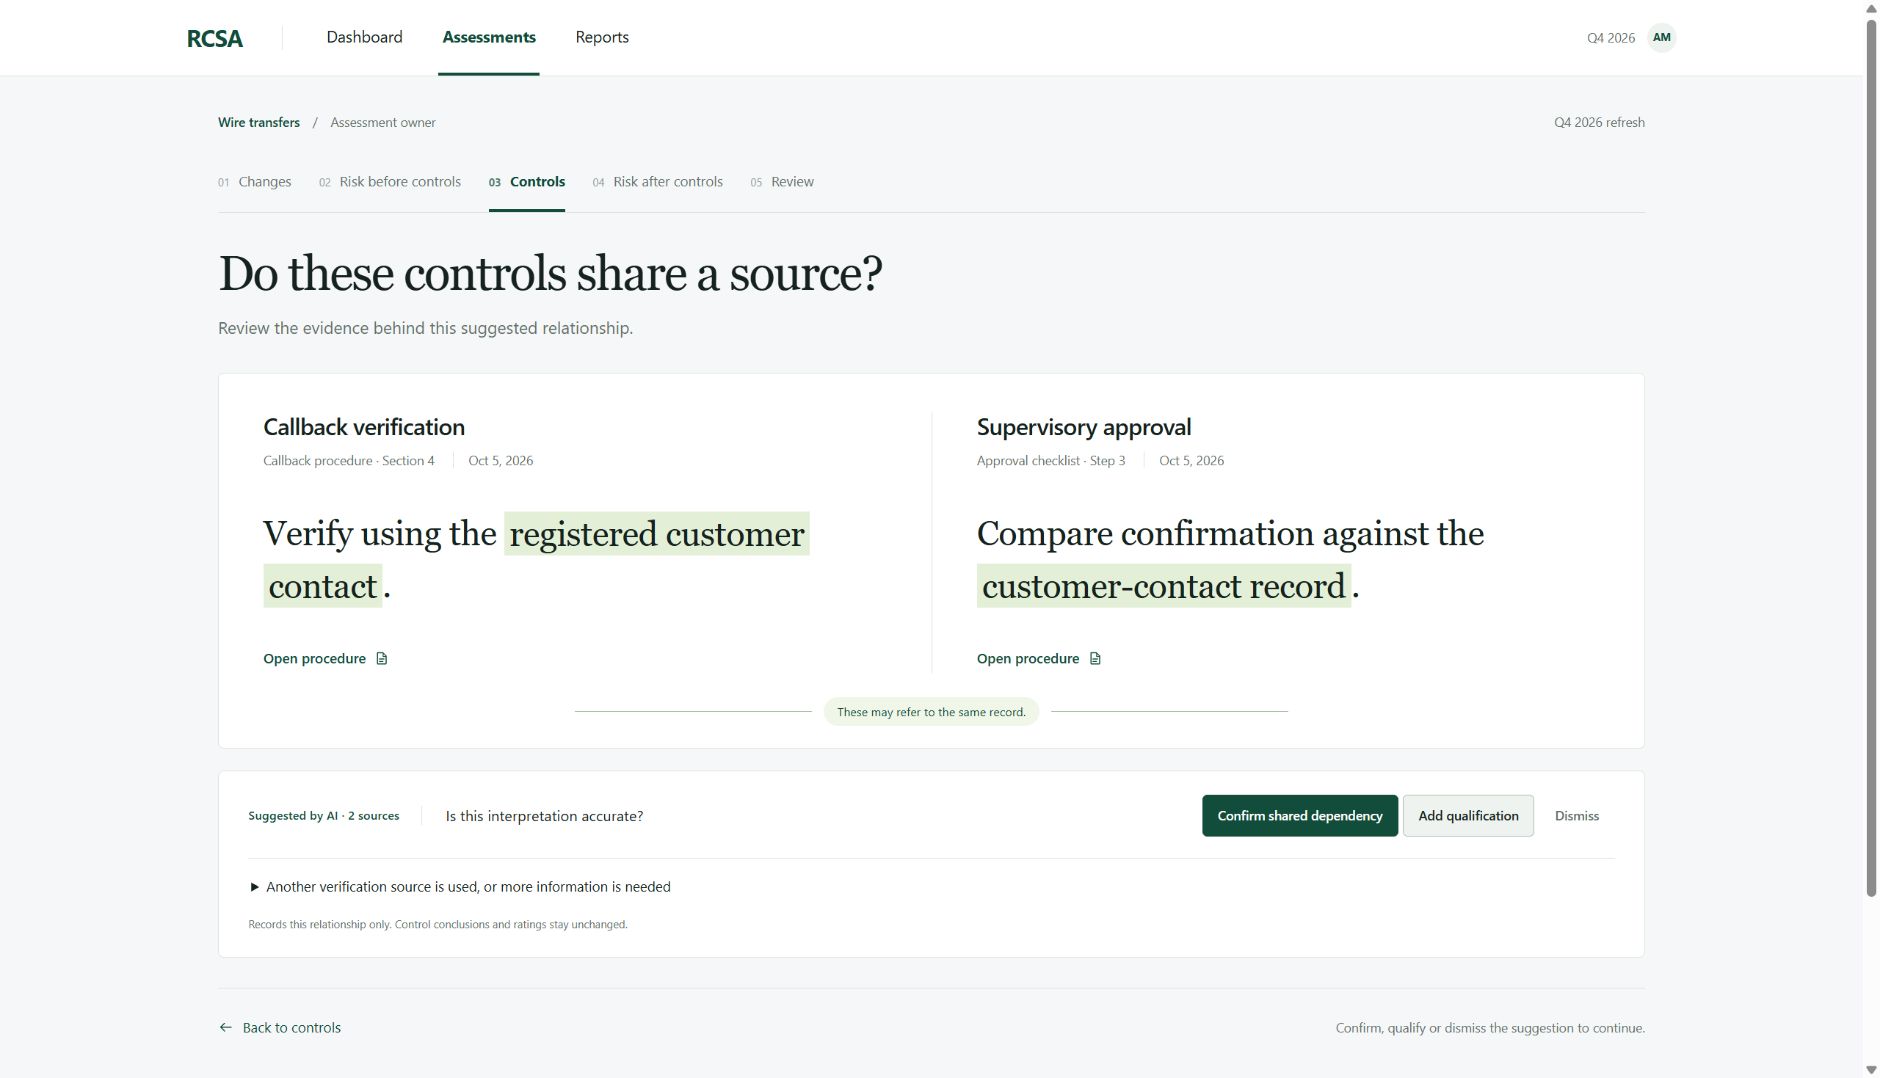 RCSA
Dashboard
Assessments
Reports
Q4 2026
AM
Wire transfers / Assessment owner
Q4 2026 refresh
01 Changes
02 Risk before controls
03 Controls
04 Risk after controls
05 Review
Do these controls share a source?
Review the evidence behind this suggested relationship.
Callback verification
Callback procedure · Section 4
Oct 5, 2026
Verify using the registered customer
contact.
Open procedure
Supervisory approval
Approval checklist · Step 3
Oct 5, 2026
Compare confirmation against the
customer-contact record.
Open procedure
These may refer to the same record.
Suggested by AI · 2 sources
Is this interpretation accurate?
Confirm shared dependency
Add qualification
Dismiss
Another verification source is used, or more information is needed
Records this relationship only. Control conclusions and ratings stay unchanged.
Back to controls
Confirm, qualify or dismiss the suggestion to continue.